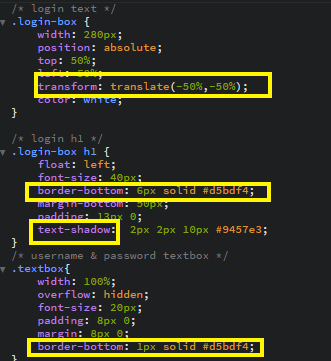 /* login text */
.login-box {
width: 280px;
position: absolute;
top: 50%;
left: 50%;
transform: translate(-50%,-50%);
color: white;
}
/* login h1 */
.login-box h1 {
float: left;
font-size: 40px;
border-bottom: 6px solid #d5bdf4;
margin-bottom: 50px;
padding: 13px 0;
text-shadow: 2px 2px 10px #9457e3;
}
/* username & password textbox */
.textbox{
width: 100%;
overflow: hidden;
font-size: 20px;
padding: 8px 0;
margin: 8px 0;
border-bottom: 1px solid #d5bdf4;
}